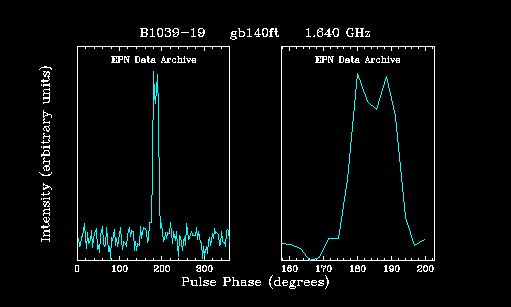 B1039-19 gb140ft 1.640 GHz
EPN Data Archive
EPN Data Archive
Intensity (arbitrary units)
0 100 200 300
160 170 180 190 200
Pulse Phase (degrees)